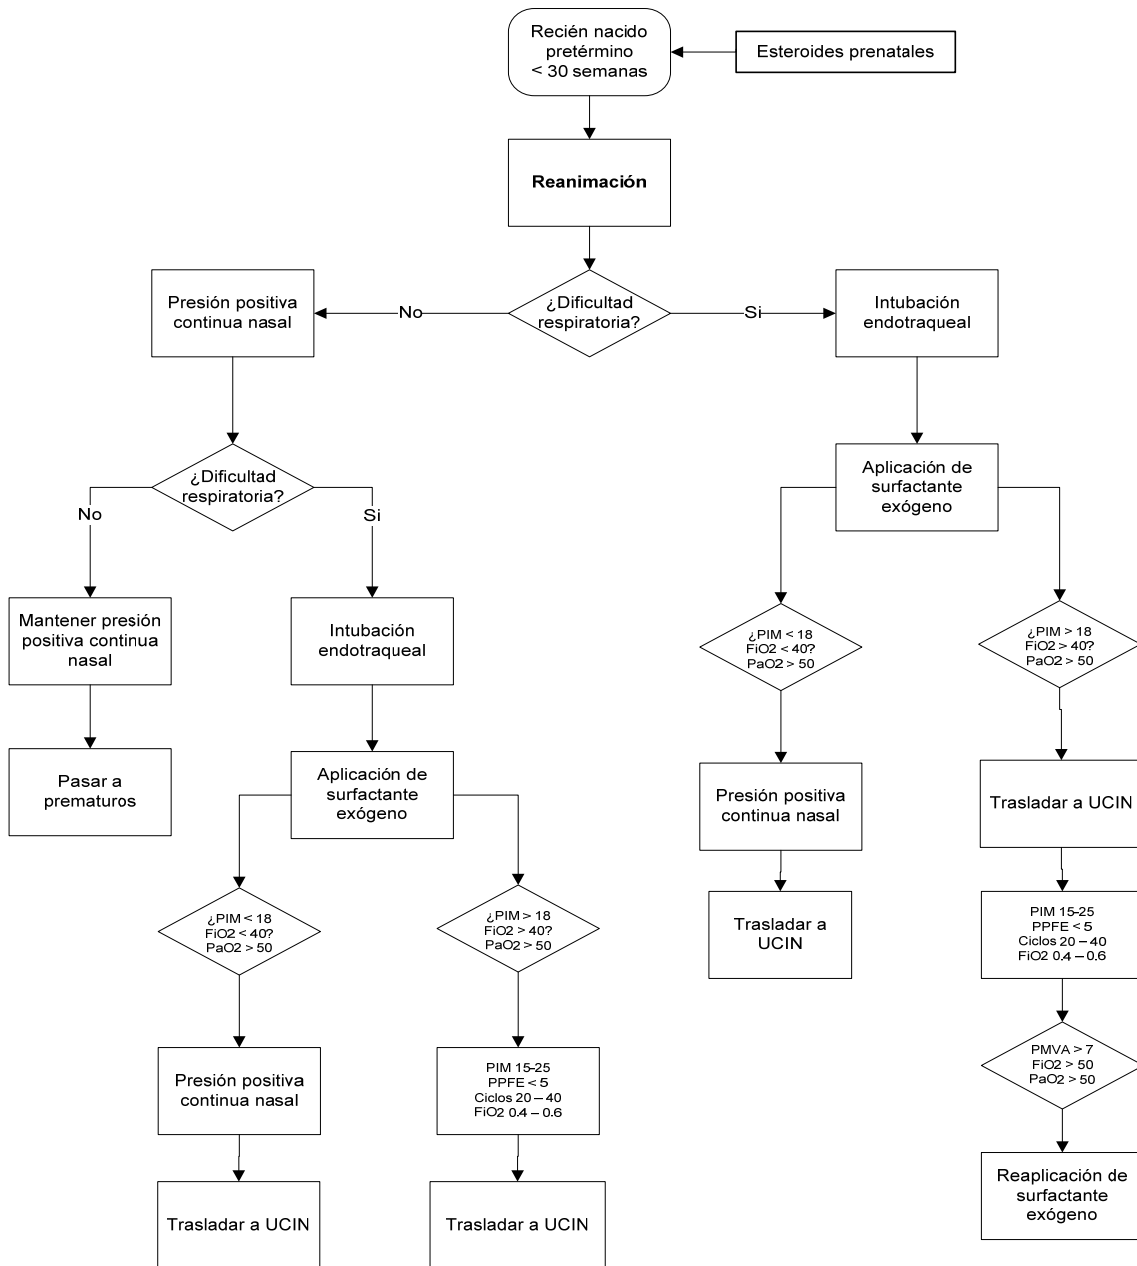 Recién nacido
pretérmino
< 30 semanas
Esteroides prenatales
Reanimación
¿Dificultad
respiratoria?
No
Si
Presión positiva
continua nasal
Intubación
endotraqueal
¿Dificultad
respiratoria?
No
Si
Aplicación de
surfactante
exógeno
Mantener presión
positiva continua
nasal
Intubación
endotraqueal
¿PIM < 18
FiO2 < 40?
PaO2 > 50
¿PIM > 18
FiO2 > 40?
PaO2 > 50
Pasar a
prematuros
Aplicación de
surfactante
exógeno
Presión positiva
continua nasal
Trasladar a UCIN
¿PIM < 18
FiO2 < 40?
PaO2 > 50
¿PIM > 18
FiO2 > 40?
PaO2 > 50
Trasladar a
UCIN
PIM 15-25
PPFE < 5
Ciclos 20 – 40
FiO2 0.4 – 0.6
Presión positiva
continua nasal
PIM 15-25
PPFE < 5
Ciclos 20 – 40
FiO2 0.4 – 0.6
PMVA > 7
FiO2 > 50
PaO2 > 50
Trasladar a UCIN
Trasladar a UCIN
Reaplicación de
surfactante
exógeno